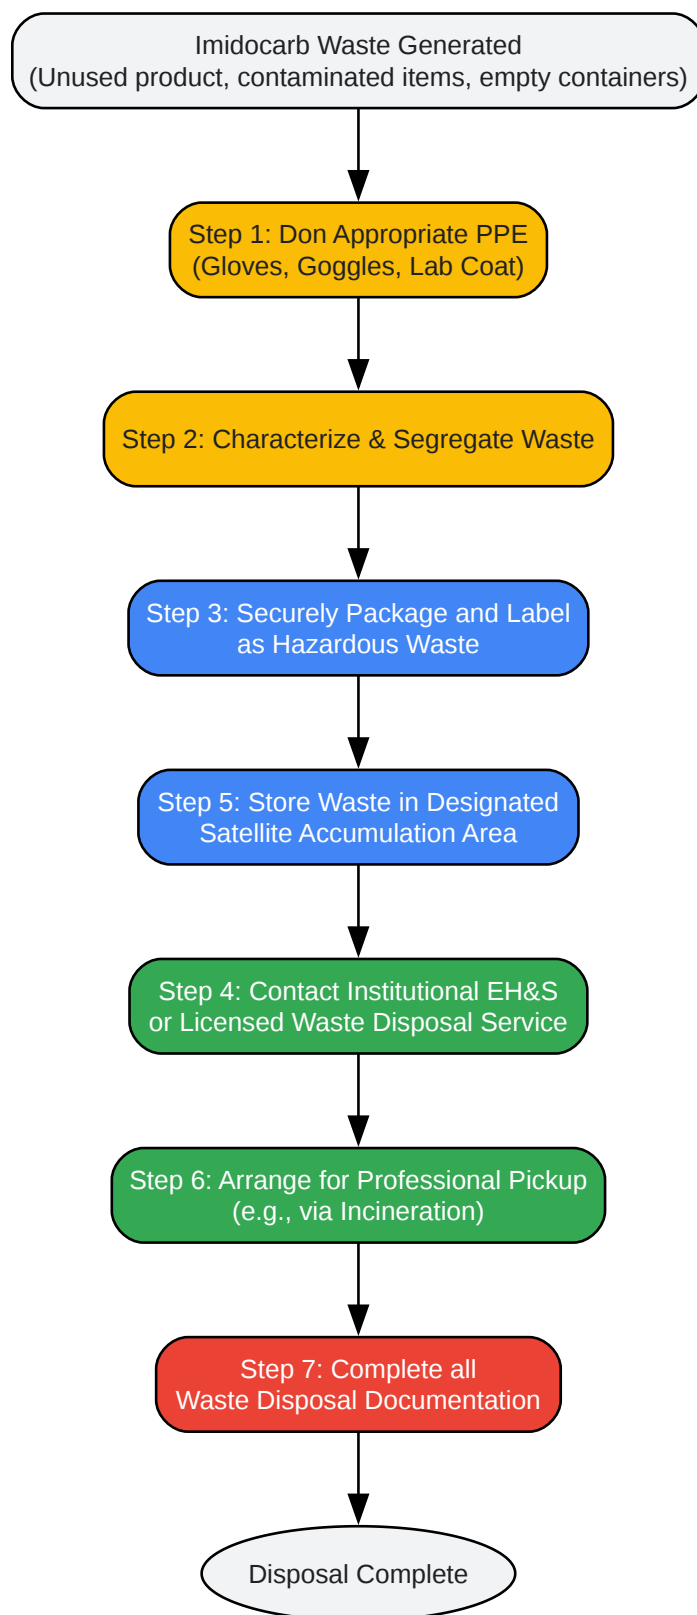 Imidocarb Waste Generated
(Unused product, contaminated items, empty containers)
Step 1: Don Appropriate PPE
(Gloves, Goggles, Lab Coat)
Step 2: Characterize & Segregate Waste
Step 3: Securely Package and Label
as Hazardous Waste
Step 5: Store Waste in Designated
Satellite Accumulation Area
Step 4: Contact Institutional EH&S
or Licensed Waste Disposal Service
Step 6: Arrange for Professional Pickup
(e.g., via Incineration)
Step 7: Complete all
Waste Disposal Documentation
Disposal Complete